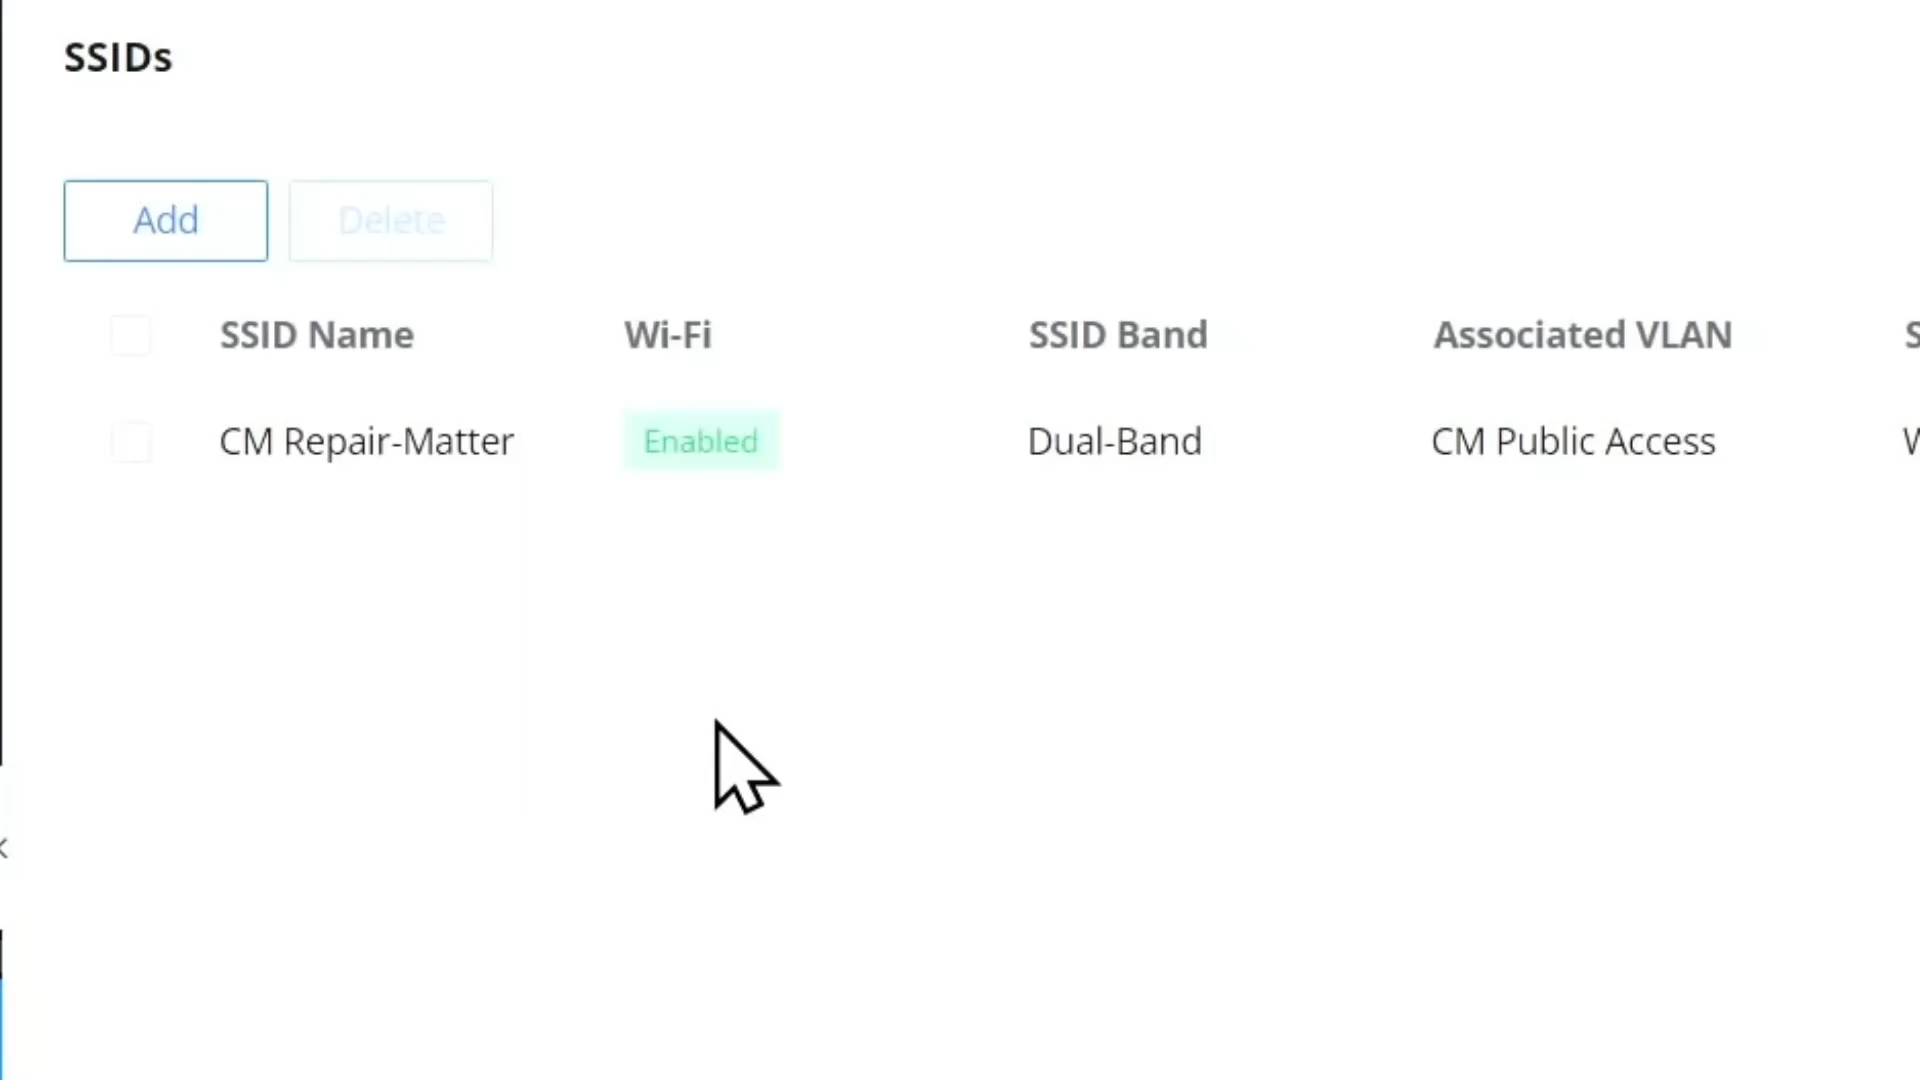 SSIDs
Add Delete
SSID Name Wi-Fi SSID Band Associated VLAN
CM Repair-Matter Enabled Dual-Band CM Public Access